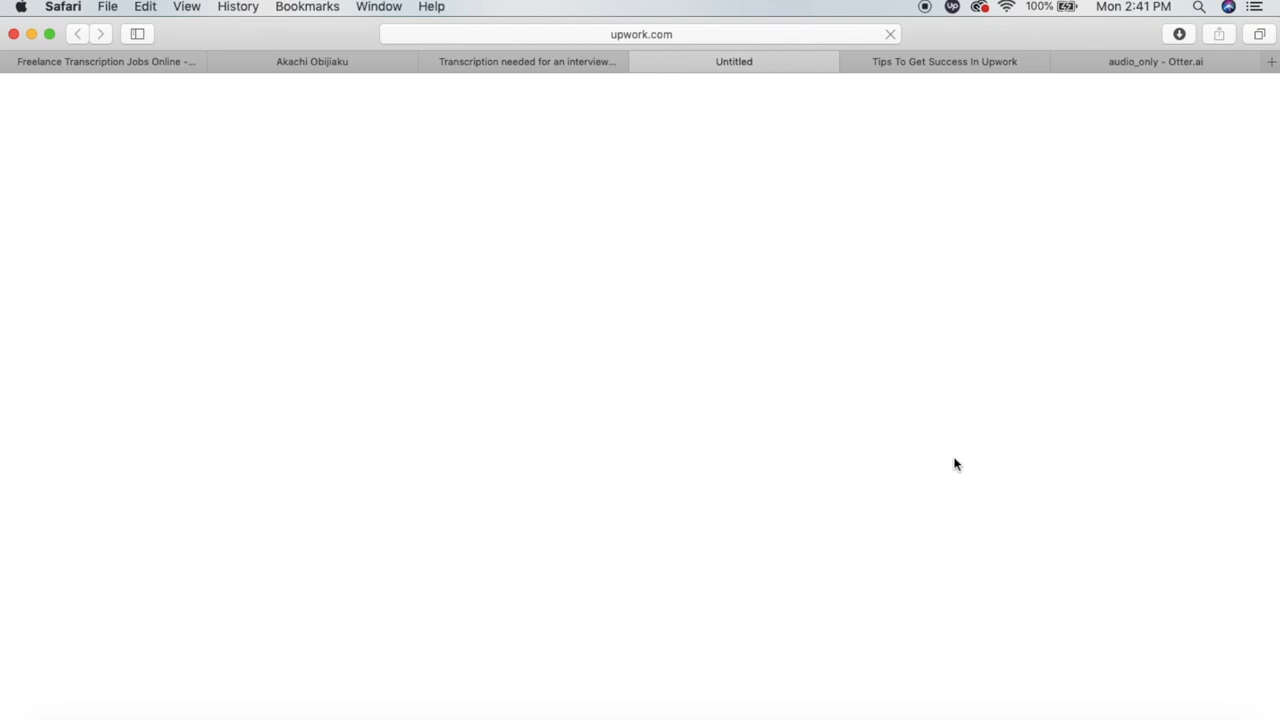 Safari File Edit View History Bookmarks Window Help Up 100% Mon 2:41 PM
upwork.com
Freelance Transcription Jobs Online -... Akachi Obijiaku Transcription needed for an interview... Untitled Tips To Get Success In Upwork audio_only - Otter.ai